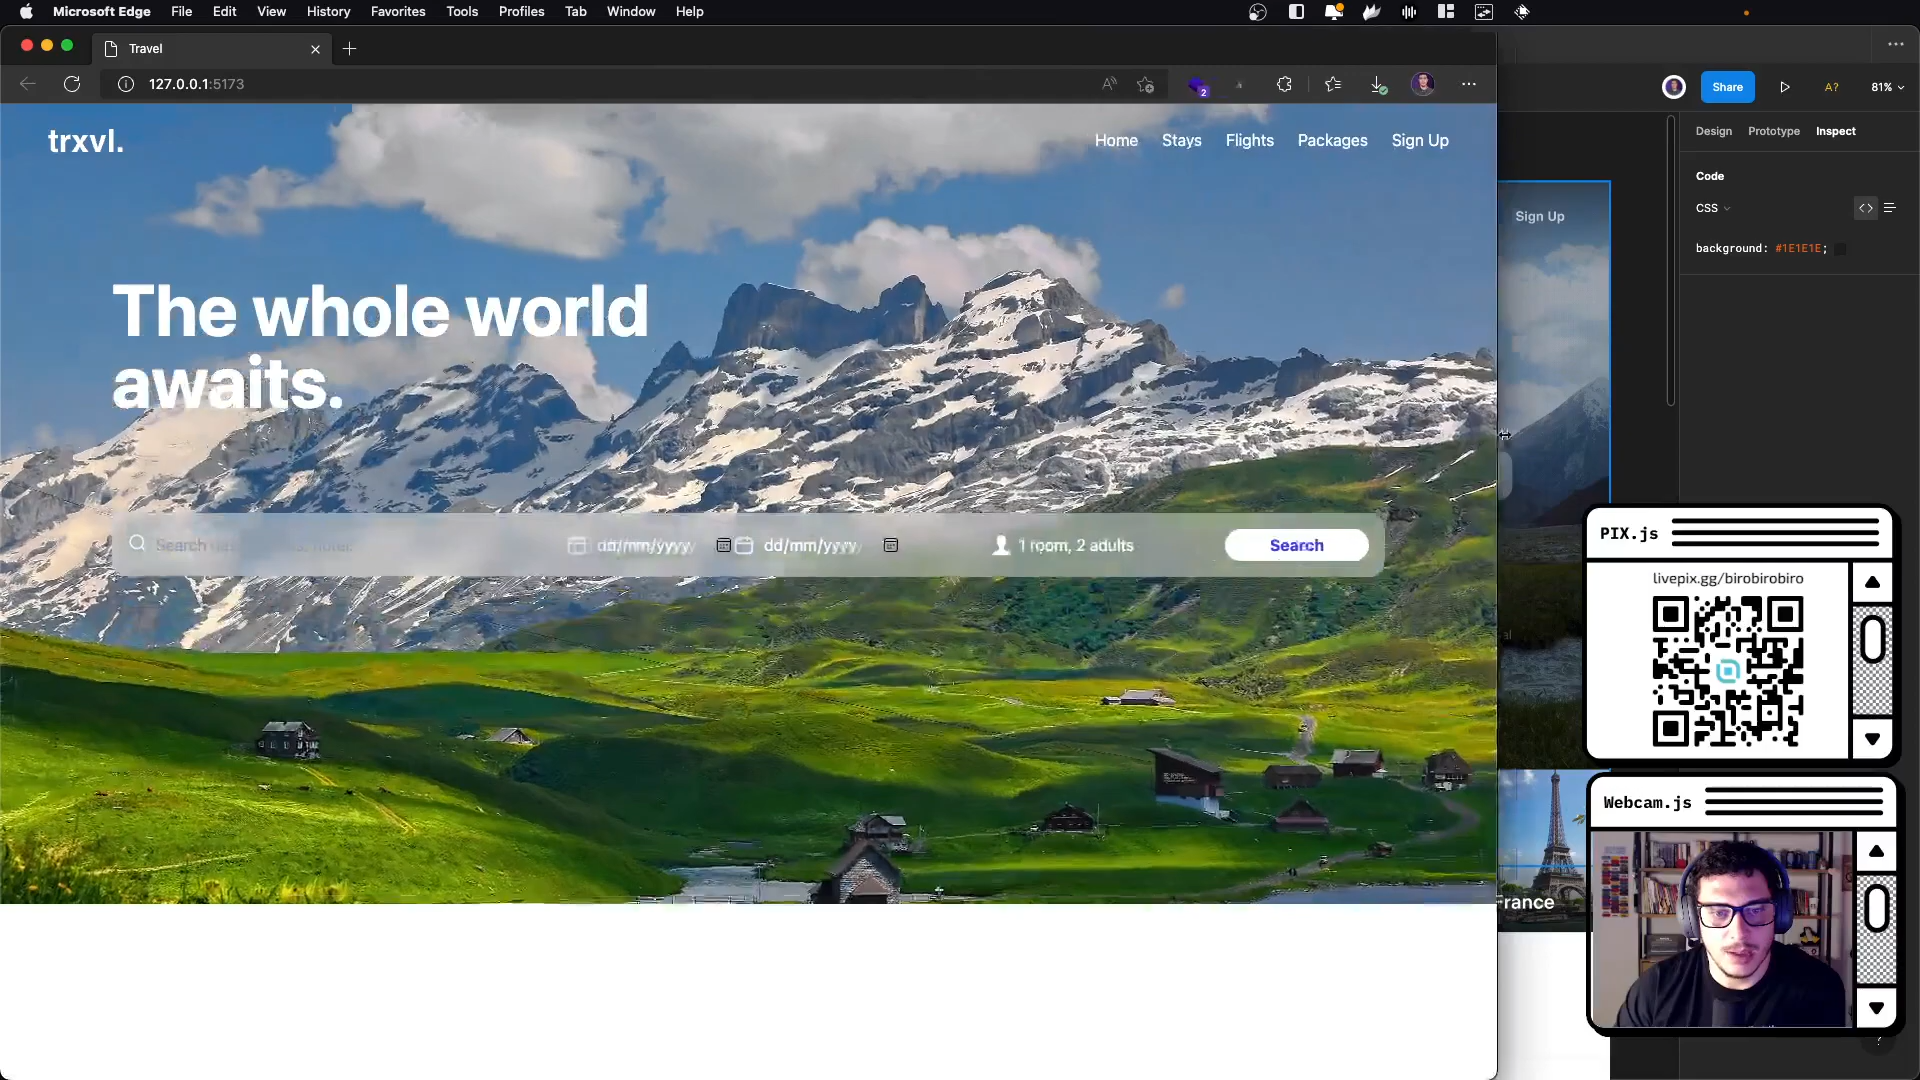 Microsoft Edge File Edit View History Favorites Tools Profiles Tab Window Help
Travel
127.0.0.1:5173
2
Share
A?
81%
trxvl.
Home Stays Flights Packages Sign Up
Design Prototype Inspect
Code
CSS
background: #1E1E1E;
Sign Up
The whole world
awaits.
Search
dd/mm/yyyy
dd/mm/yyyy
1 room, 2 adults
Search
PIX.js
livepix.gg/birobirobiro
Webcam.js
rance
?